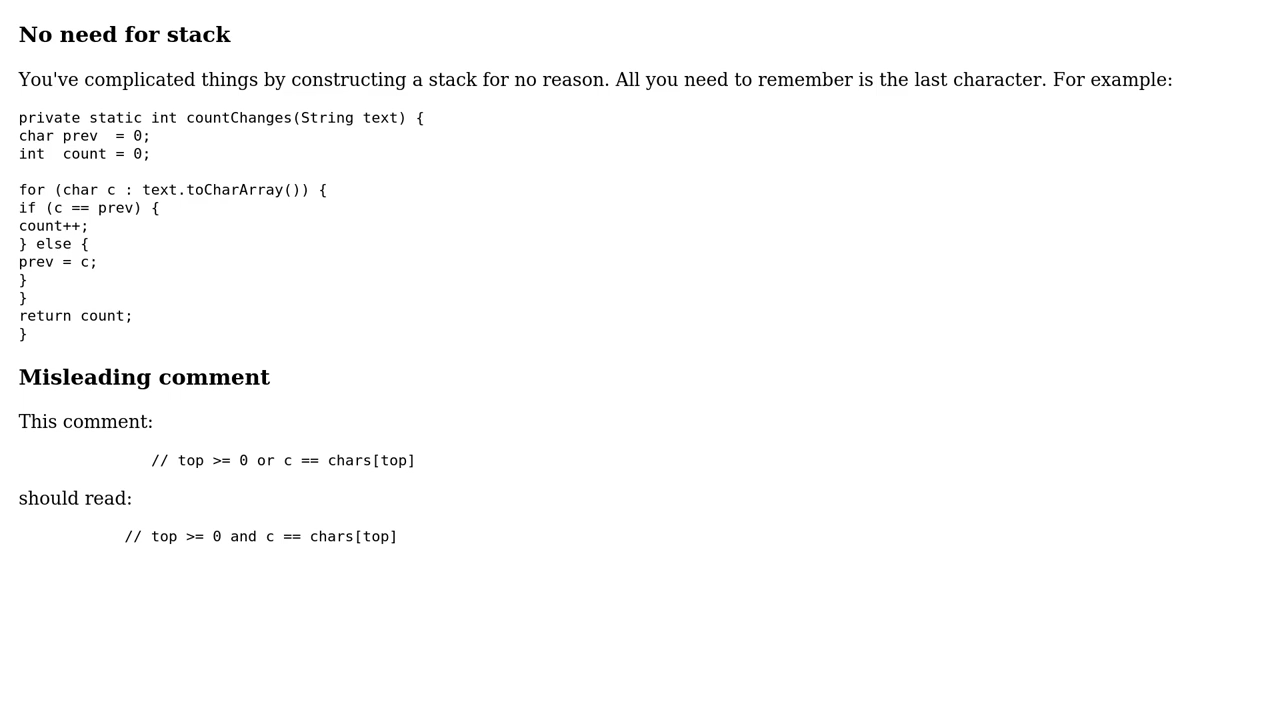 No need for stack
You've complicated things by constructing a stack for no reason. All you need to remember is the last character. For example:
private static int countChanges(String text) {
char prev  = 0;
int  count = 0;

for (char c : text.toCharArray()) {
if (c == prev) {
count++;
} else {
prev = c;
}
}
return count;
}
Misleading comment
This comment:
// top >= 0 or c == chars[top]
should read:
// top >= 0 and c == chars[top]